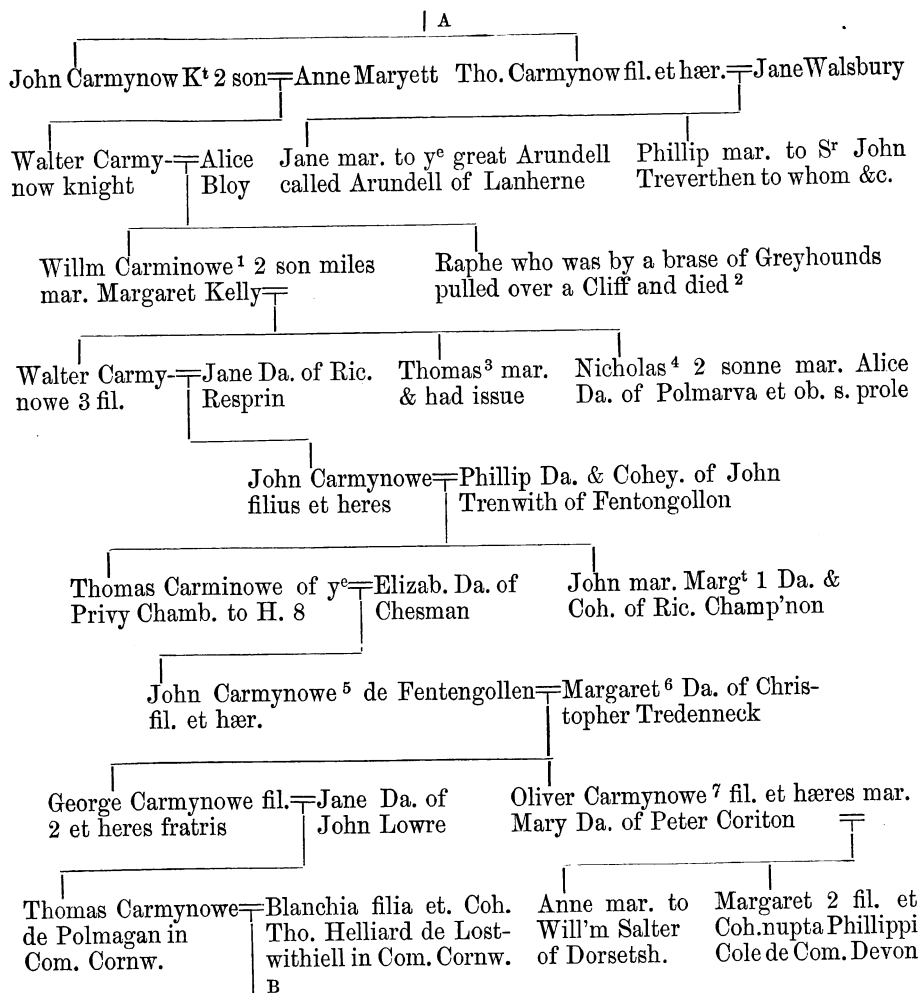 A
John Carmynow Kt 2 son Anne Maryett Tho. Carmynow fil. et hær. Jane Walsbury
Walter Carmy-
now knight
Alice
Bloy
Jane mar. to ye great Arundell
called Arundell of Lanherne
Phillip mar. to Sr John
Treverthen to whom &c.
Willm Carminowe 1 2 son miles
mar. Margaret Kelly
Raphe who was by a brase of Greyhounds
pulled over a Cliff and died 2
Walter Carmy-
nowe 3 fil.
Jane Da. of Ric.
Resprin
Thomas 3 mar.
& had issue
Nicholas 4 2 sonne mar. Alice
Da. of Polmarva et ob. s. prole
John Carmynowe
filius et heres
Phillip Da. & Cohey. of John
Trenwith of Fentongollon
Thomas Carminowe of ye
Privy Chamb. to H. 8
Elizab. Da. of
Chesman
John mar. Margt 1 Da. &
Coh. of Ric. Champ'non
John Carmynowe 5 de Fentengollen
fil. et hær.
Margaret 6 Da. of Chris-
topher Tredenneck
George Carmynowe fil.
2 et heres fratris
Jane Da. of
John Lowre
Oliver Carmynowe 7 fil. et hæres mar.
Mary Da. of Peter Coriton
Thomas Carmynowe
de Polmagan in
Com. Cornw.
Blanchia filia et. Coh.
Tho. Helliard de Lost-
withiell in Com. Cornw.
Anne mar. to
Will'm Salter
of Dorsetsh.
Margaret 2 fil. et
Coh. nupta Phillippi
Cole de Com. Devon
B